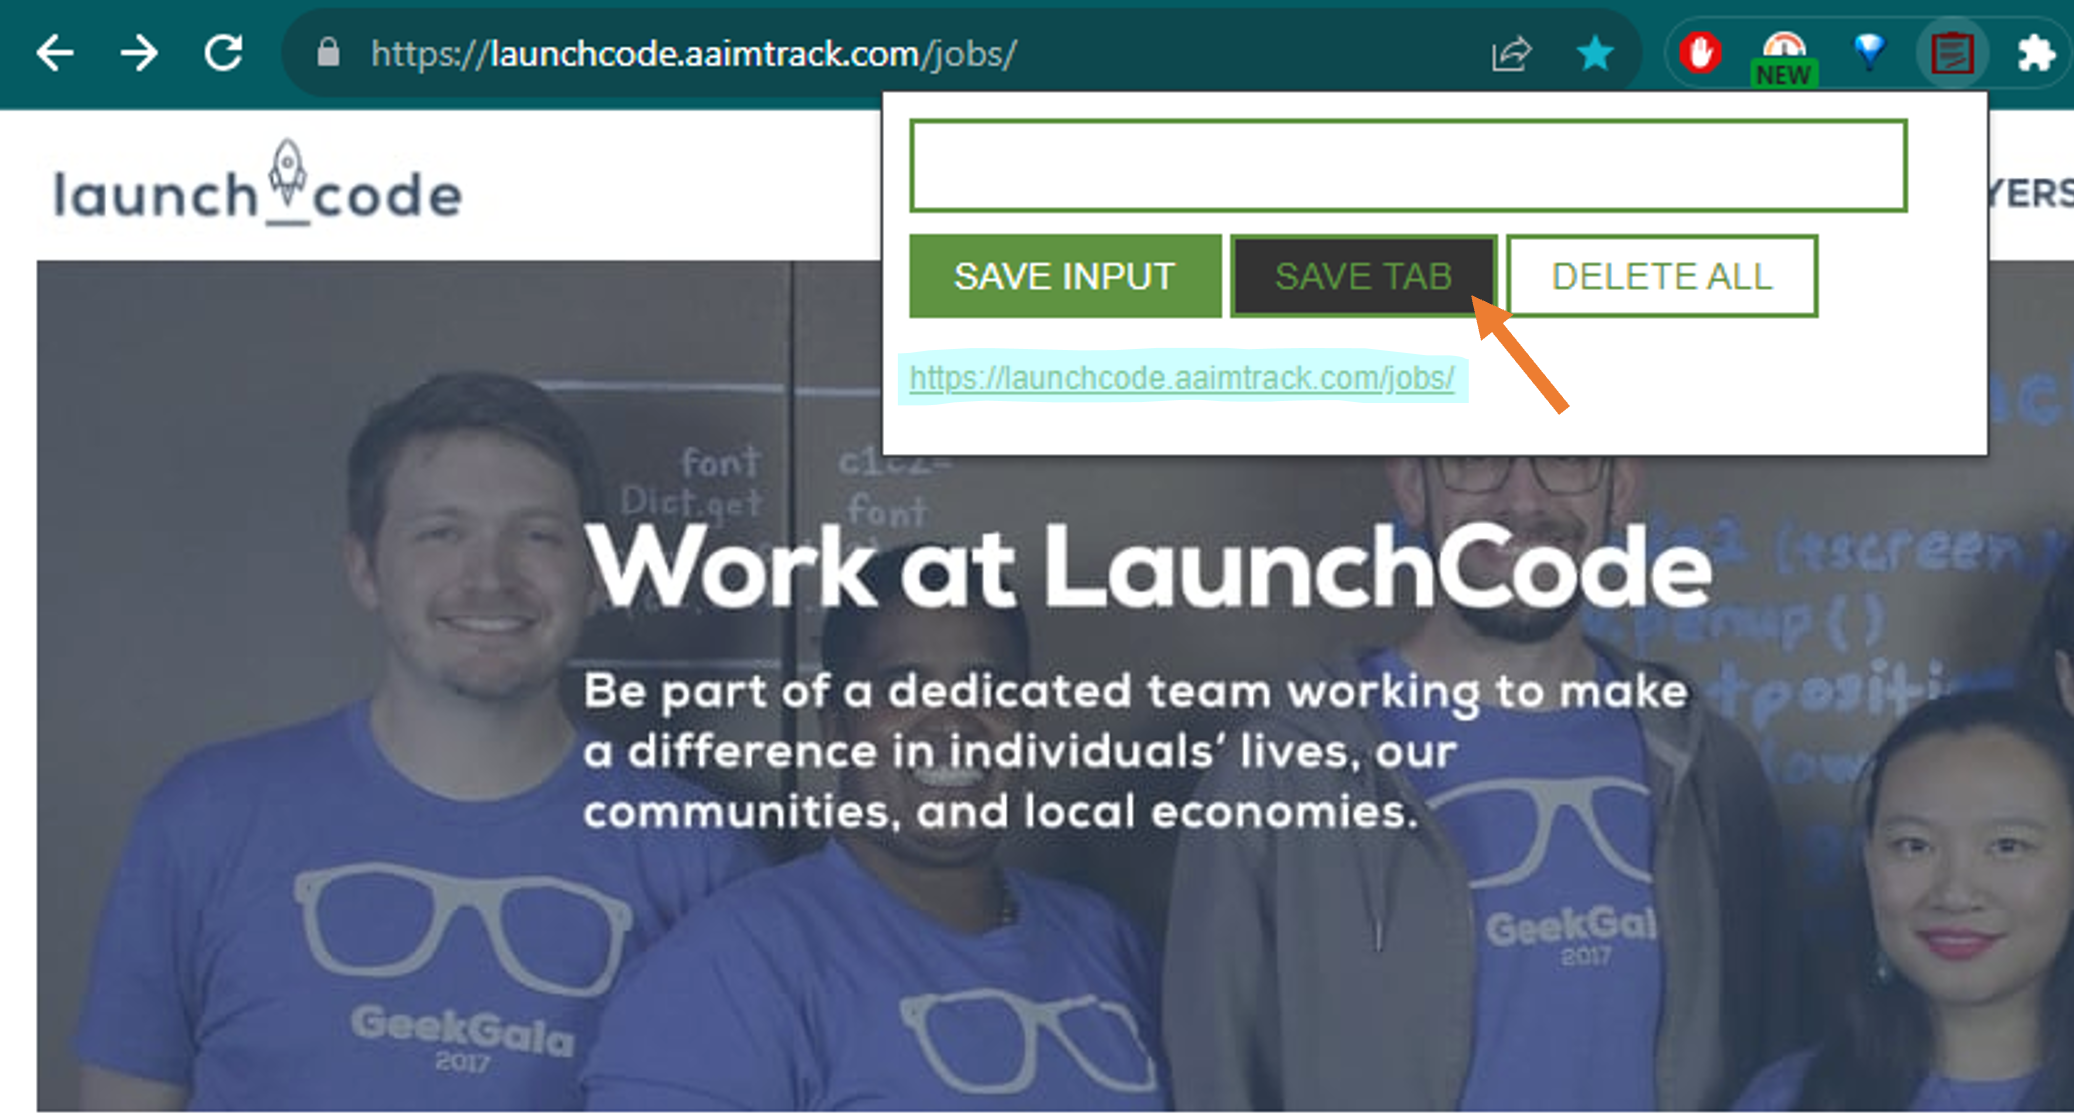 https://launchcode.aaimtrack.com/jobs/
NEW
launch code
YERS
SAVE INPUT
SAVE TAB
DELETE ALL
https://launchcode.aaimtrack.com/jobs/
font
Dict.get
font
Work at LaunchCode
Be part of a dedicated team working to make
a difference in individuals' lives, our
communities, and local economies.
(tscreen,
penup()
GeekGala
2017
GeekGal
2017